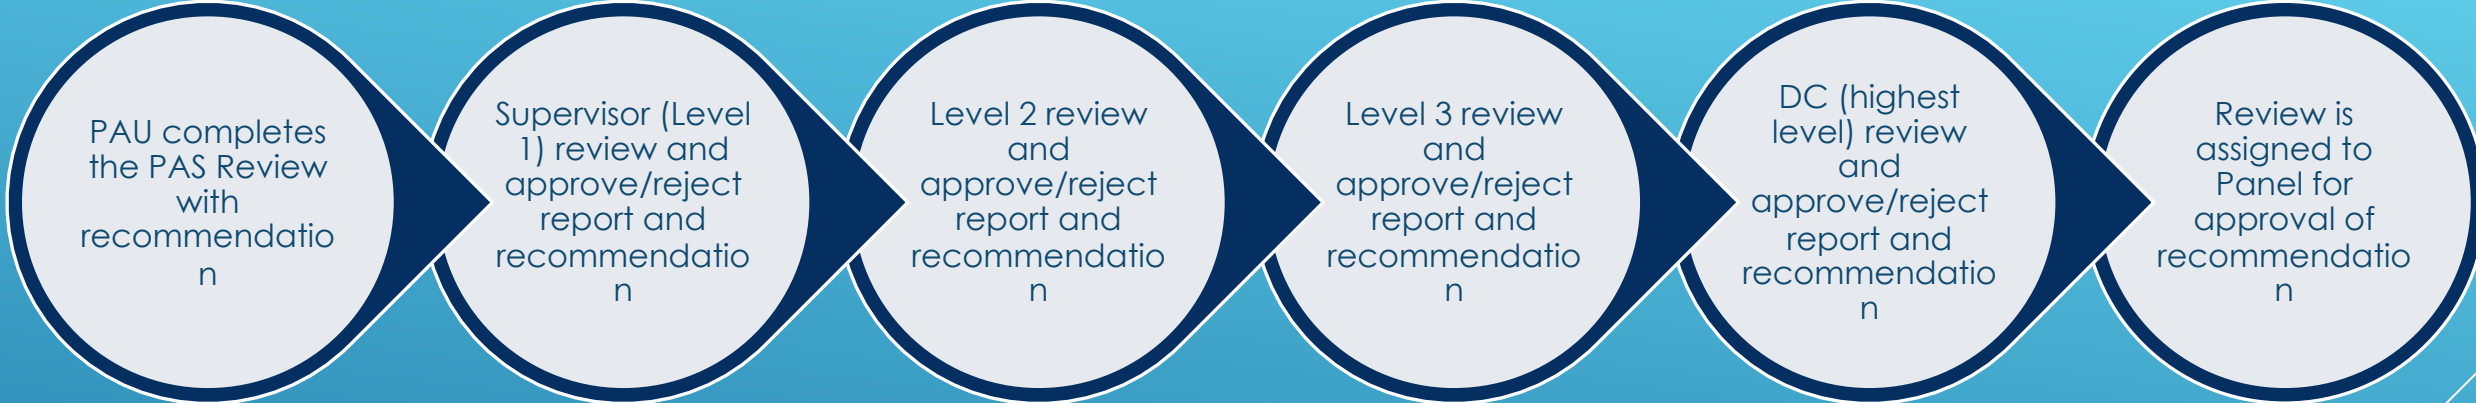 PAU completes
the PAS Review
with
recommendatio
n
Supervisor (Level
1) review and
approve/reject
report and
recommendatio
n
Level 2 review
and
approve/reject
report and
recommendatio
n
Level 3 review
and
approve/reject
report and
recommendatio
n
DC (highest
level) review
and
approve/reject
report and
recommendatio
n
Review is
assigned to
Panel for
approval of
recommendatio
n